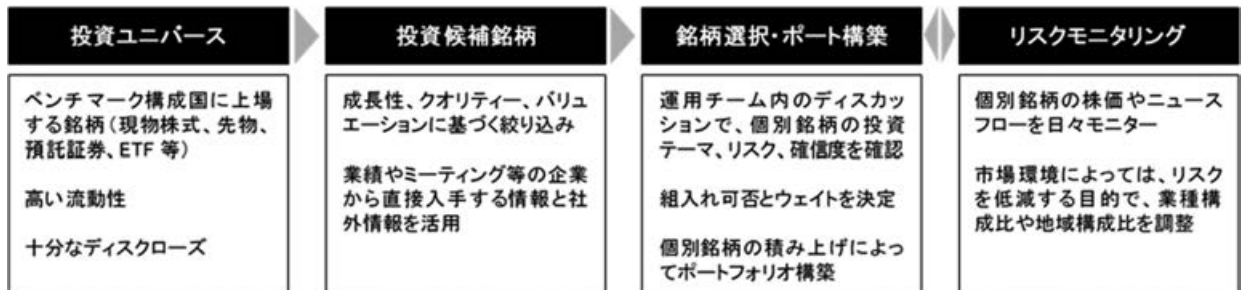 投資ユニバース
ベンチマーク構成国に上場
する銘柄(現物株式、先物、
預託証券、ETF 等)
高い流動性
十分なディスクローズ
投資候補銘柄
成長性、クオリティー、バリュ
エーションに基づく絞り込み
業績やミーティング等の企業
から直接入手する情報と社
外情報を活用
銘柄選択・ポート構築
運用チーム内のディスカッ
ションで、個別銘柄の投資
テーマ、リスク、確信度を確認
組入れ可否とウェイトを決定
個別銘柄の積み上げによっ
てポートフォリオ構築
リスクモニタリング
個別銘柄の株価やニュース
フローを日々モニター
市場環境によっては、リスク
を低減する目的で、業種構
成比や地域構成比を調整